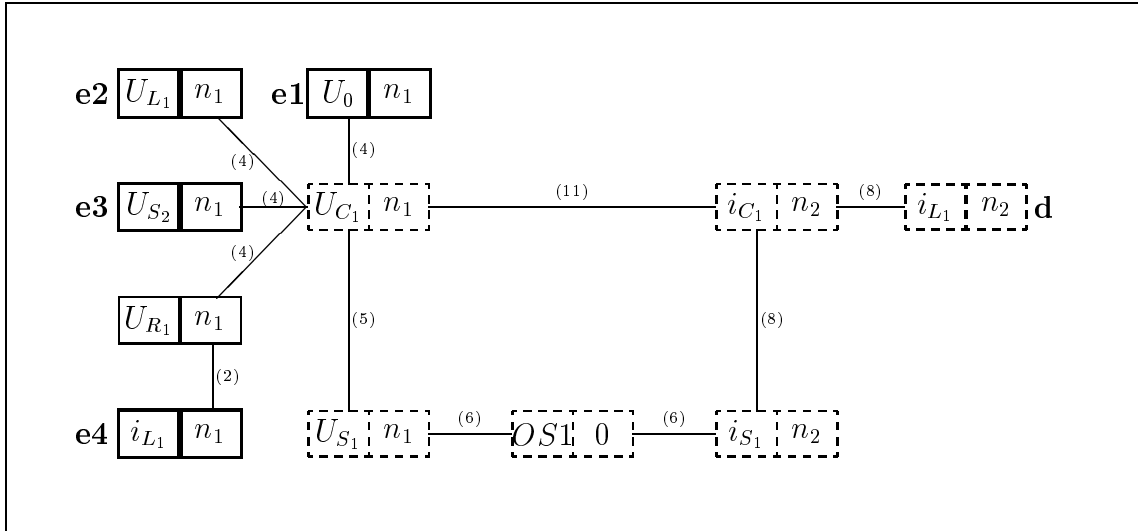 e2 U_{L_1} n_1 e1 U_0 n_1
(4) (4)
e3 U_{S_2} n_1 (4) U_{C_1} n_1 (11) i_{C_1} n_2 (8) i_{L_1} n_2 d
(4)
U_{R_1} n_1 (5) (8)
(2)
e4 i_{L_1} n_1 U_{S_1} n_1 (6) OS1 0 (6) i_{S_1} n_2